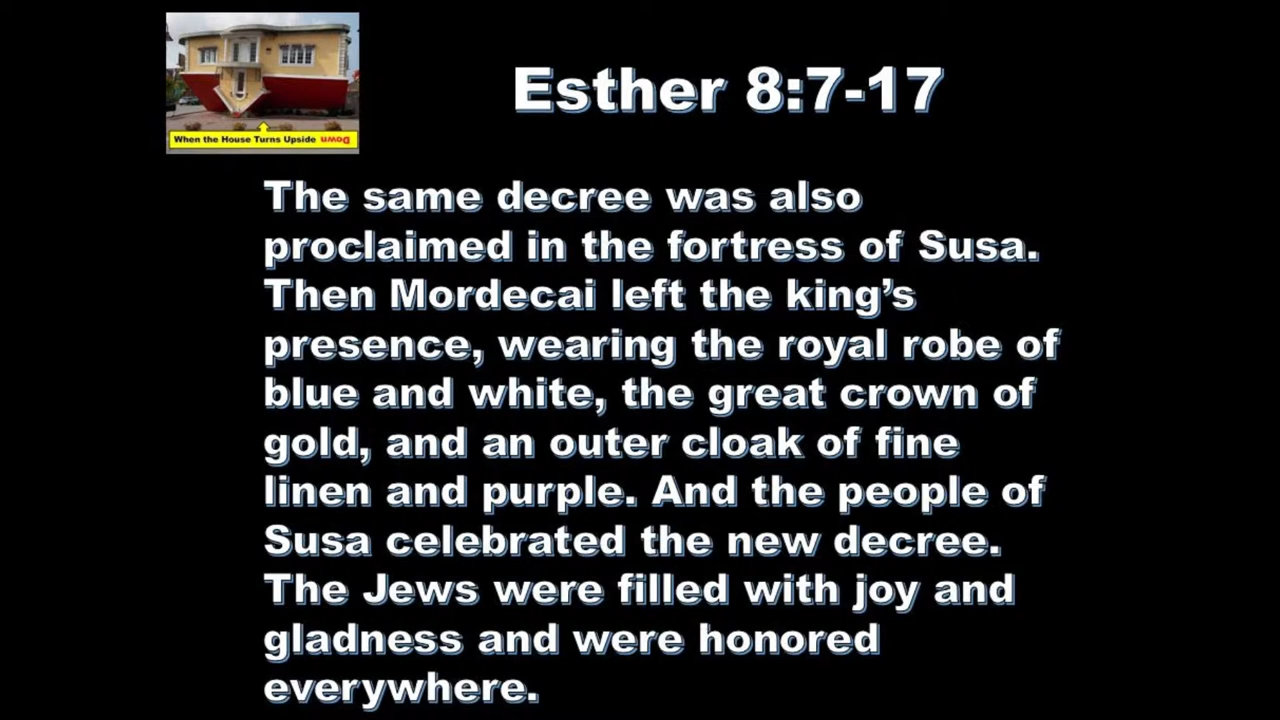 Esther 8:7-17
When the House Turns Upside Down
The same decree was also
proclaimed in the fortress of Susa.
Then Mordecai left the king’s
presence, wearing the royal robe of
blue and white, the great crown of
gold, and an outer cloak of fine
linen and purple. And the people of
Susa celebrated the new decree.
The Jews were filled with joy and
gladness and were honored
everywhere.